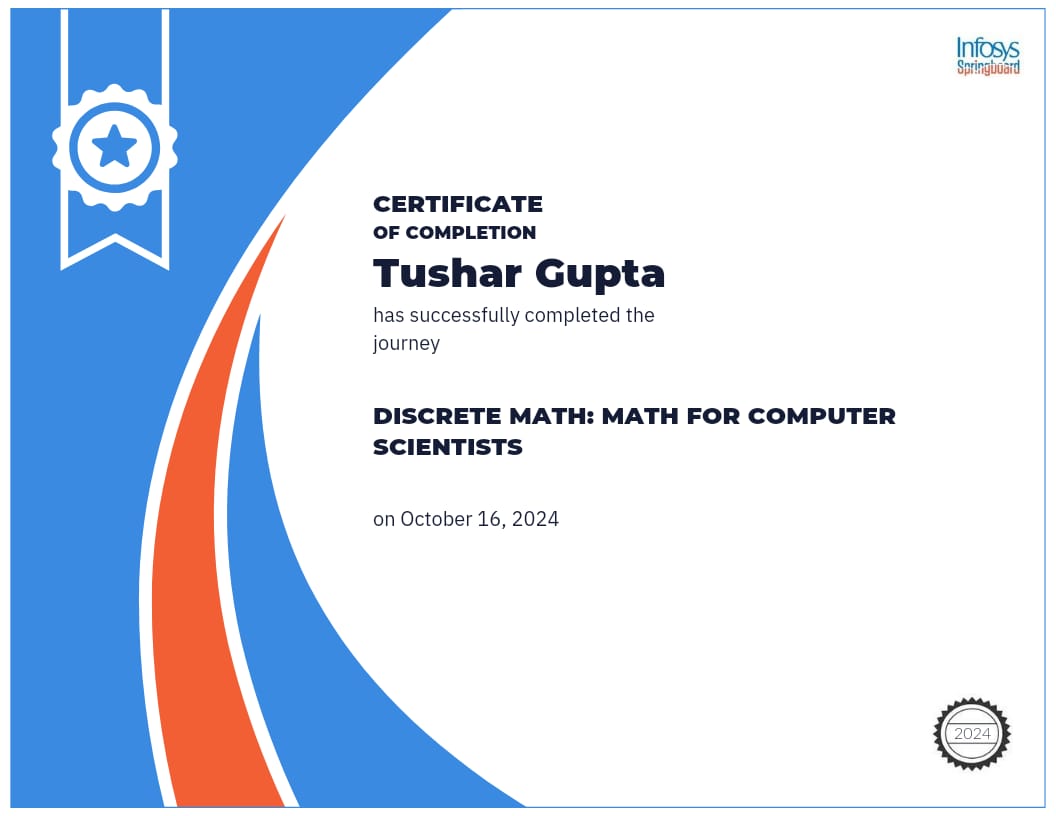 Infosys
Springboard
CERTIFICATE
OF COMPLETION
Tushar Gupta
has successfully completed the
journey
DISCRETE MATH: MATH FOR COMPUTER
SCIENTISTS
on October 16, 2024
2024